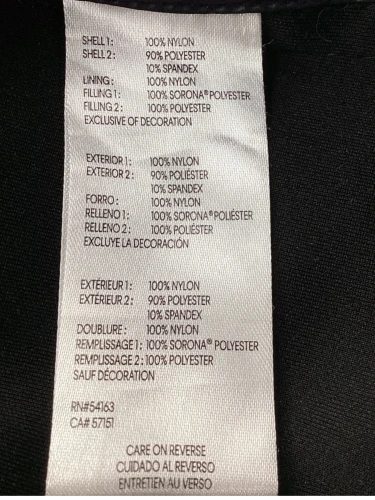 SHELL 1: 100% NYLON
SHELL 2: 90% POLYESTER
10% SPANDEX
LINING: 100% NYLON
FILLING 1: 100% SORONA® POLYESTER
FILLING 2: 100% POLYESTER
EXCLUSIVE OF DECORATION
EXTERIOR 1: 100% NYLON
EXTERIOR 2: 90% POLIÉSTER
10% SPANDEX
FORRO: 100% NYLON
RELLENO 1: 100% SORONA® POLIÉSTER
RELLENO 2: 100% POLIÉSTER
EXCLUYE LA DECORACIÓN
EXTÉRIEUR 1: 100% NYLON
EXTÉRIEUR 2: 90% POLYESTER
10% SPANDEX
DOUBLURE: 100% NYLON
REMPLISSAGE 1: 100% SORONA® POLYESTER
REMPLISSAGE 2: 100% POLYESTER
SAUF DÉCORATION
RN#54163
CA# 57151
CARE ON REVERSE
CUIDADO AL REVERSO
ENTRETIEN AU VERSO